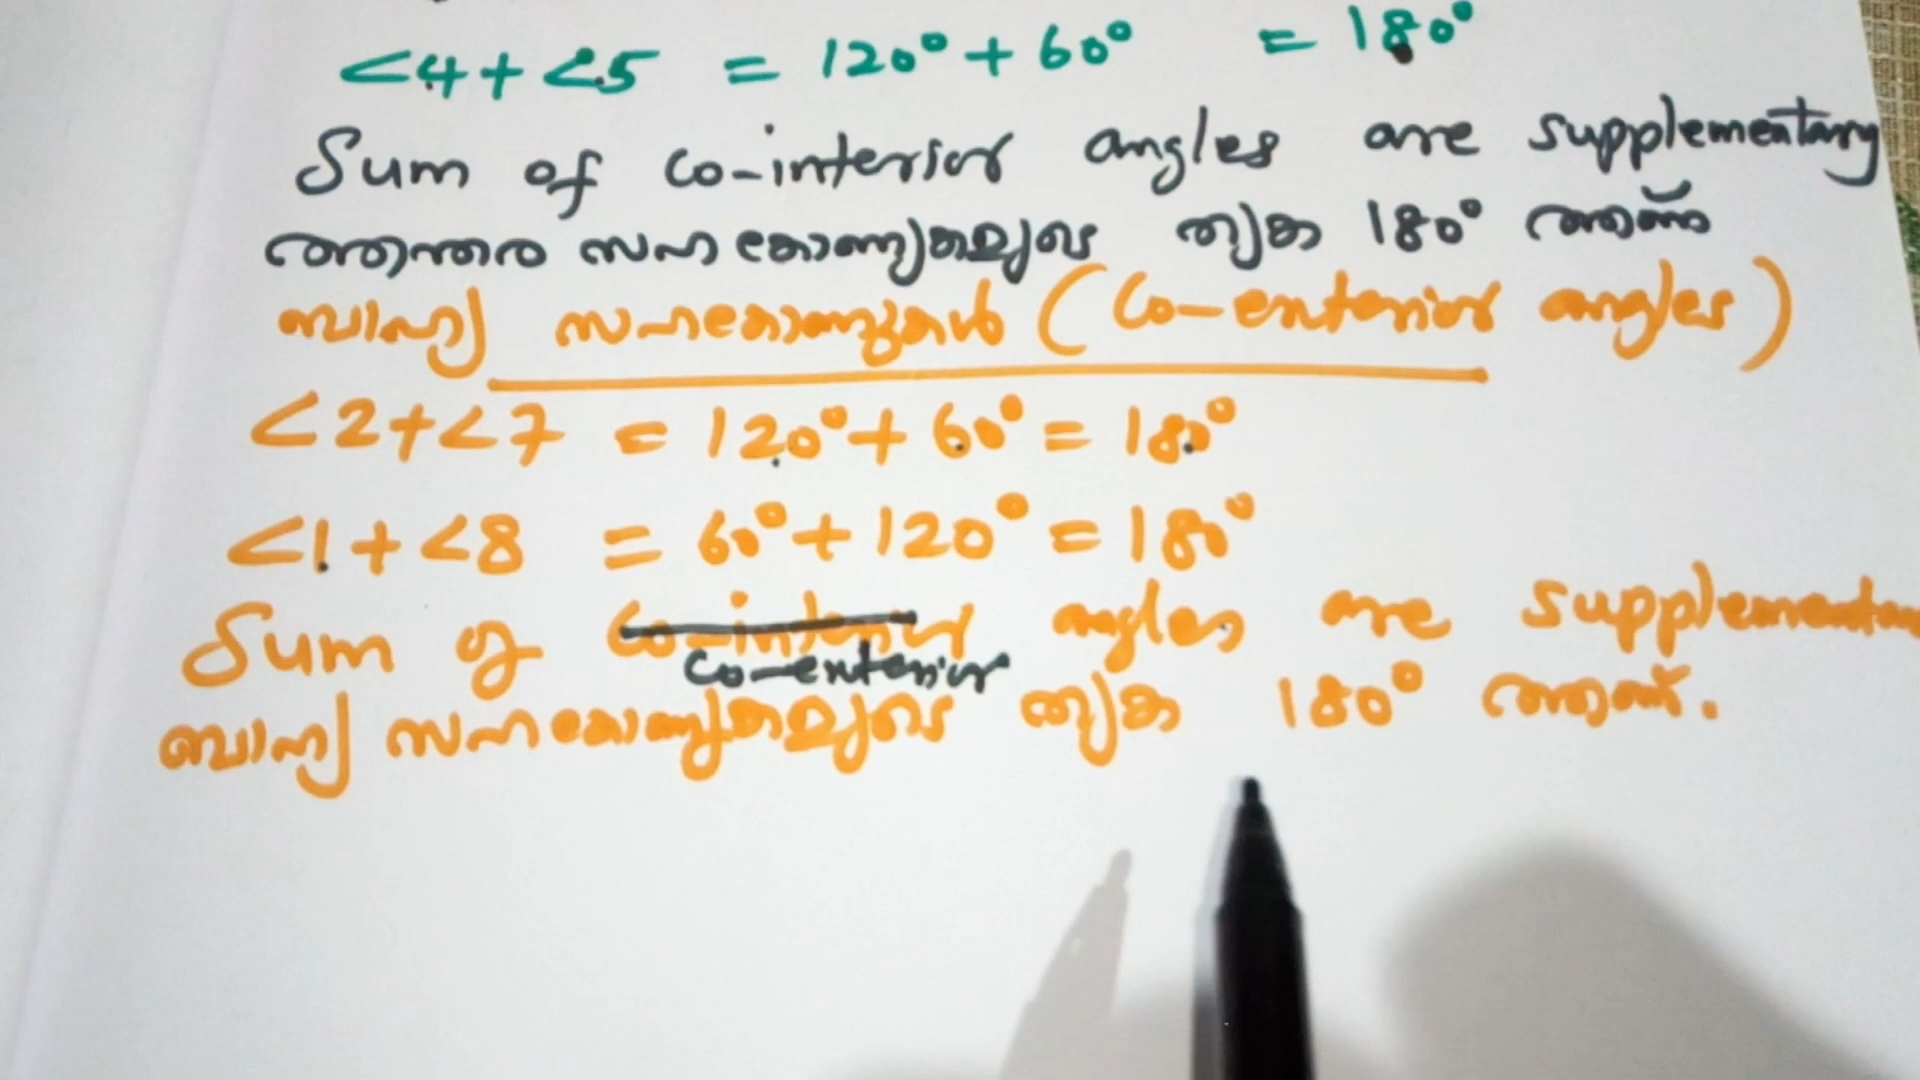 <4+<5 = 120°+60° = 180°
Sum of co-interior angles are supplementary
ആന്തര സഹകോണുകളുടെ തുക 180° ആണ്
ബാഹ്യ സഹകോണുകൾ (Co-exterior angles)
<2+<7 = 120°+60° = 180°
<1+<8 = 60°+120° = 180°
Sum of co-interior angles are supplementary
co-exterior
ബാഹ്യ സഹകോണുകളുടെ തുക 180° ആണ്.